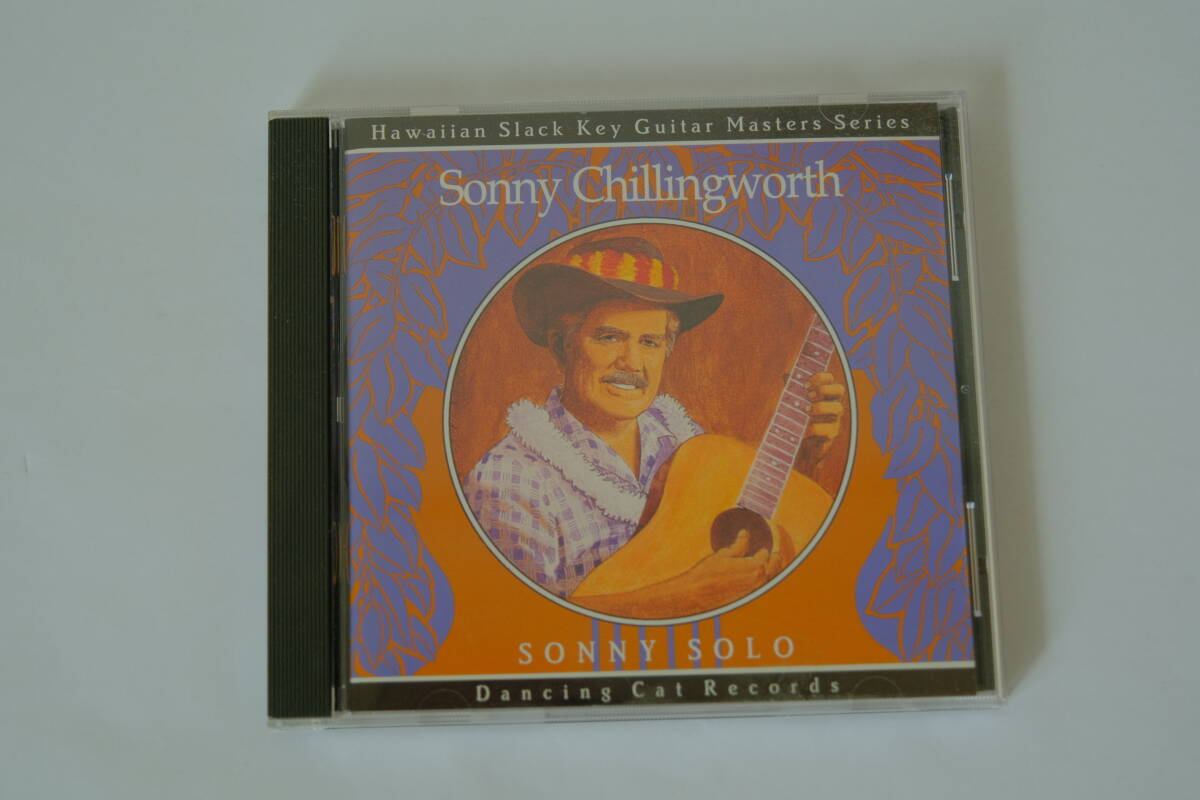 Hawaiian Slack Key Guitar Masters Series
Sonny Chillingworth
SONNY SOLO
Dancing Cat Records